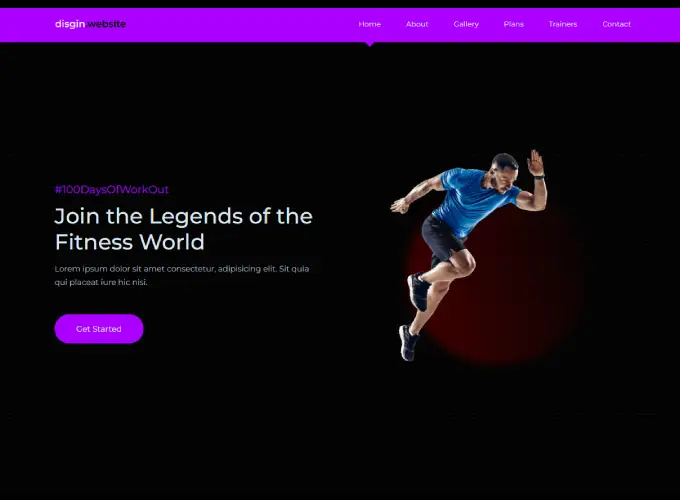 disgin.website
Home About Gallery Plans Trainers Contact
#100DaysOfWorkOut
Join the Legends of the
Fitness World
Lorem ipsum dolor sit amet consectetur, adipisicing elit. Sit quia
qui placeat iure hic nisi.
Get Started